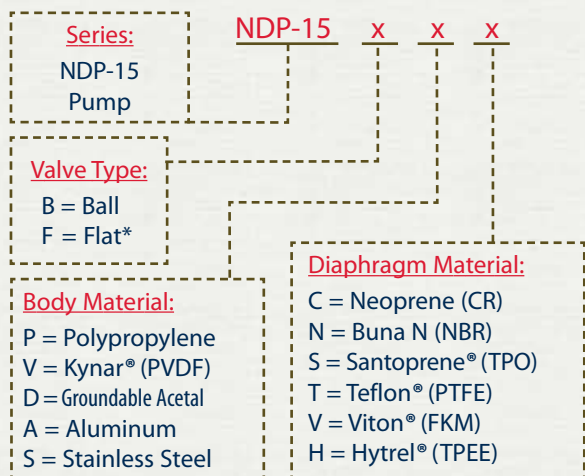 NDP-15 x x x
Series:
NDP-15
Pump
Valve Type:
B = Ball
F = Flat*
Body Material:
P = Polypropylene
V = Kynar® (PVDF)
D = Groundable Acetal
A = Aluminum
S = Stainless Steel
Diaphragm Material:
C = Neoprene (CR)
N = Buna N (NBR)
S = Santoprene® (TPO)
T = Teflon® (PTFE)
V = Viton® (FKM)
H = Hytrel® (TPEE)